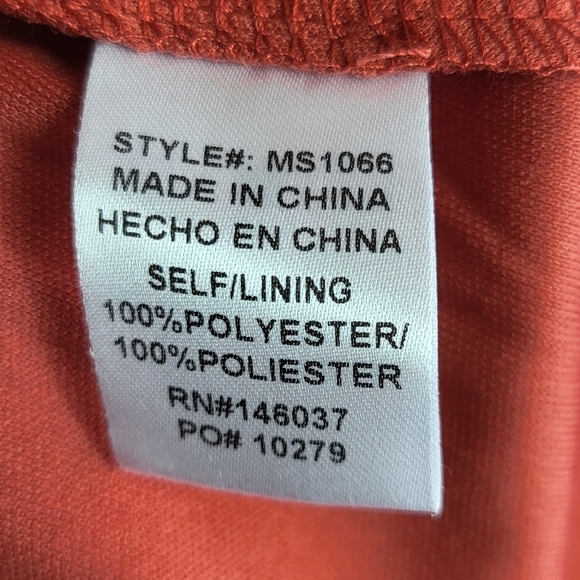 STYLE#: MS1066
MADE IN CHINA
HECHO EN CHINA
SELF/LINING
100%POLYESTER/
100%POLIESTER
RN#146037
PO# 10279